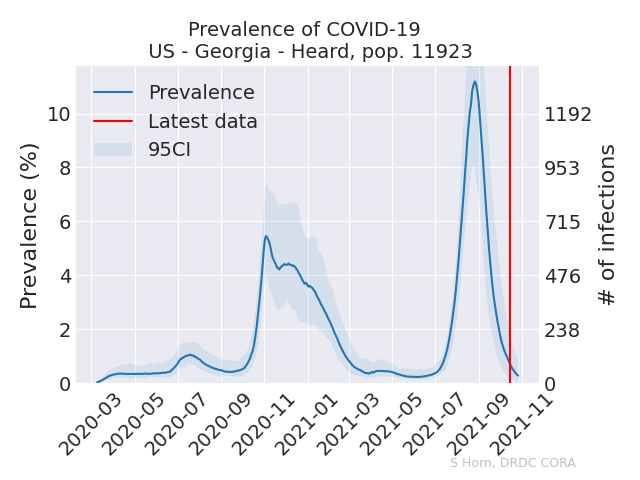 Prevalence of COVID-19
US - Georgia - Heard, pop. 11923
Prevalence
Latest data
95CI
Prevalence (%)
10
8
6
4
2
0
# of infections
1192
953
715
476
238
0
2020-03
2020-05
2020-07
2020-09
2020-11
2021-01
2021-03
2021-05
2021-07
2021-09
2021-11
S Horn, DRDC CORA